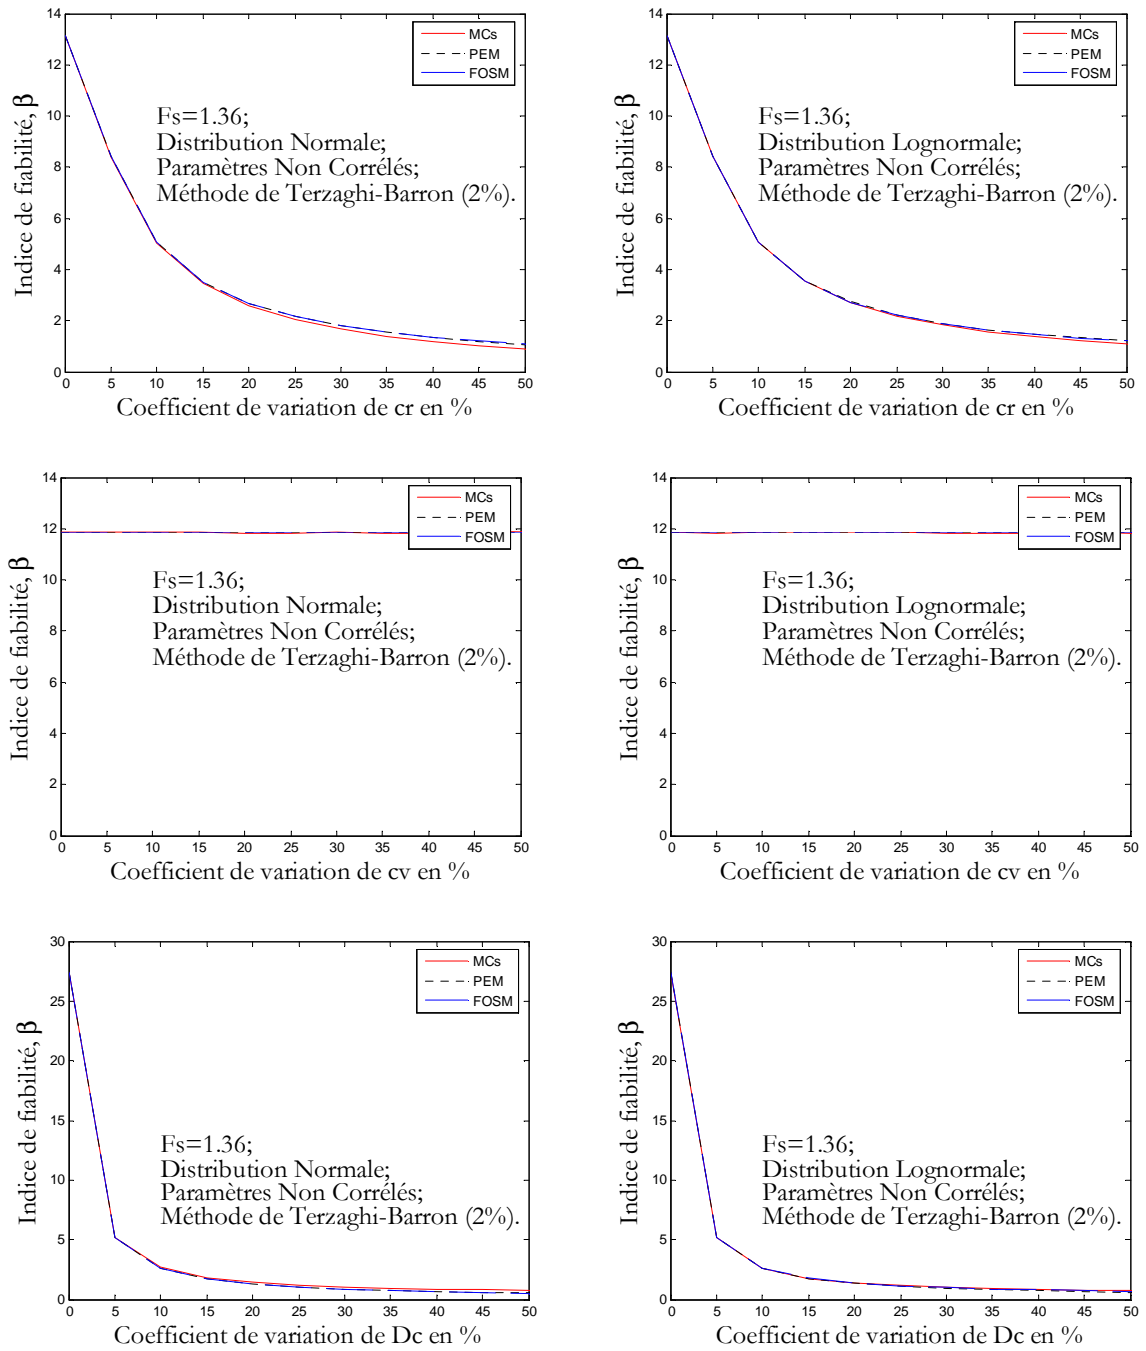 14
12
10
8
6
4
2
0
Indice de fiabilité, β
MCs
PEM
FOSM
Fs=1.36;
Distribution Normale;
Paramètres Non Corrélés;
Méthode de Terzaghi-Barron (2%).
0 5 10 15 20 25 30 35 40 45 50
Coefficient de variation de cr en %
14
12
10
8
6
4
2
0
Indice de fiabilité, β
MCs
PEM
FOSM
Fs=1.36;
Distribution Lognormale;
Paramètres Non Corrélés;
Méthode de Terzaghi-Barron (2%).
0 5 10 15 20 25 30 35 40 45 50
Coefficient de variation de cr en %
14
12
10
8
6
4
2
0
Indice de fiabilité, β
MCs
PEM
FOSM
Fs=1.36;
Distribution Normale;
Paramètres Non Corrélés;
Méthode de Terzaghi-Barron (2%).
0 5 10 15 20 25 30 35 40 45 50
Coefficient de variation de cv en %
14
12
10
8
6
4
2
0
Indice de fiabilité, β
MCs
PEM
FOSM
Fs=1.36;
Distribution Lognormale;
Paramètres Non Corrélés;
Méthode de Terzaghi-Barron (2%).
0 5 10 15 20 25 30 35 40 45 50
Coefficient de variation de cv en %
30
25
20
15
10
5
0
Indice de fiabilité, β
MCs
PEM
FOSM
Fs=1.36;
Distribution Normale;
Paramètres Non Corrélés;
Méthode de Terzaghi-Barron (2%).
0 5 10 15 20 25 30 35 40 45 50
Coefficient de variation de Dc en %
30
25
20
15
10
5
0
Indice de fiabilité, β
MCs
PEM
FOSM
Fs=1.36;
Distribution Lognormale;
Paramètres Non Corrélés;
Méthode de Terzaghi-Barron (2%).
0 5 10 15 20 25 30 35 40 45 50
Coefficient de variation de Dc en %